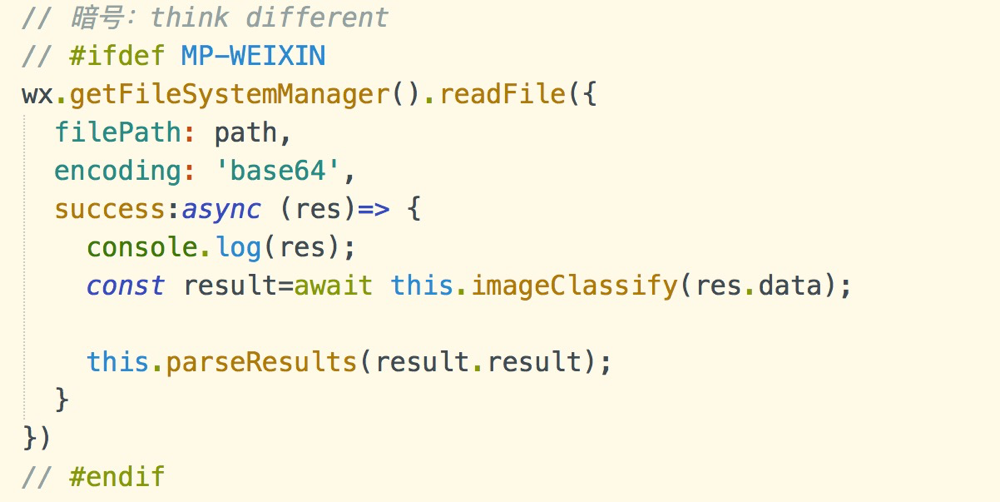 // 暗号：think different
// #ifdef MP-WEIXIN
wx.getFileSystemManager().readFile({
  filePath: path,
  encoding: 'base64',
  success:async (res)=> {
    console.log(res);
    const result=await this.imageClassify(res.data);

    this.parseResults(result.result);
  }
})
// #endif